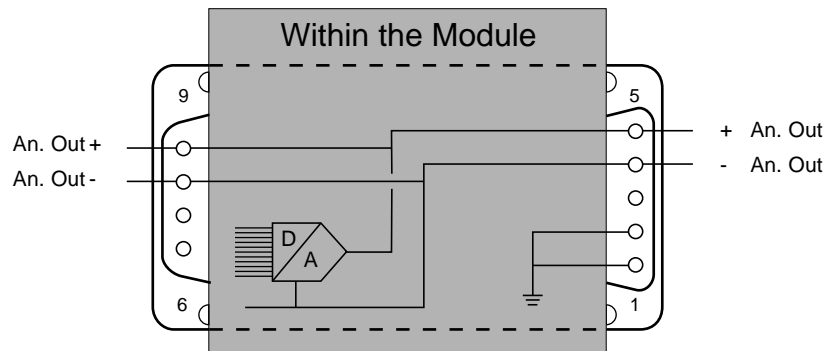 Within the Module
9
5
An. Out +
+ An. Out
An. Out -
- An. Out
D
A
6
1